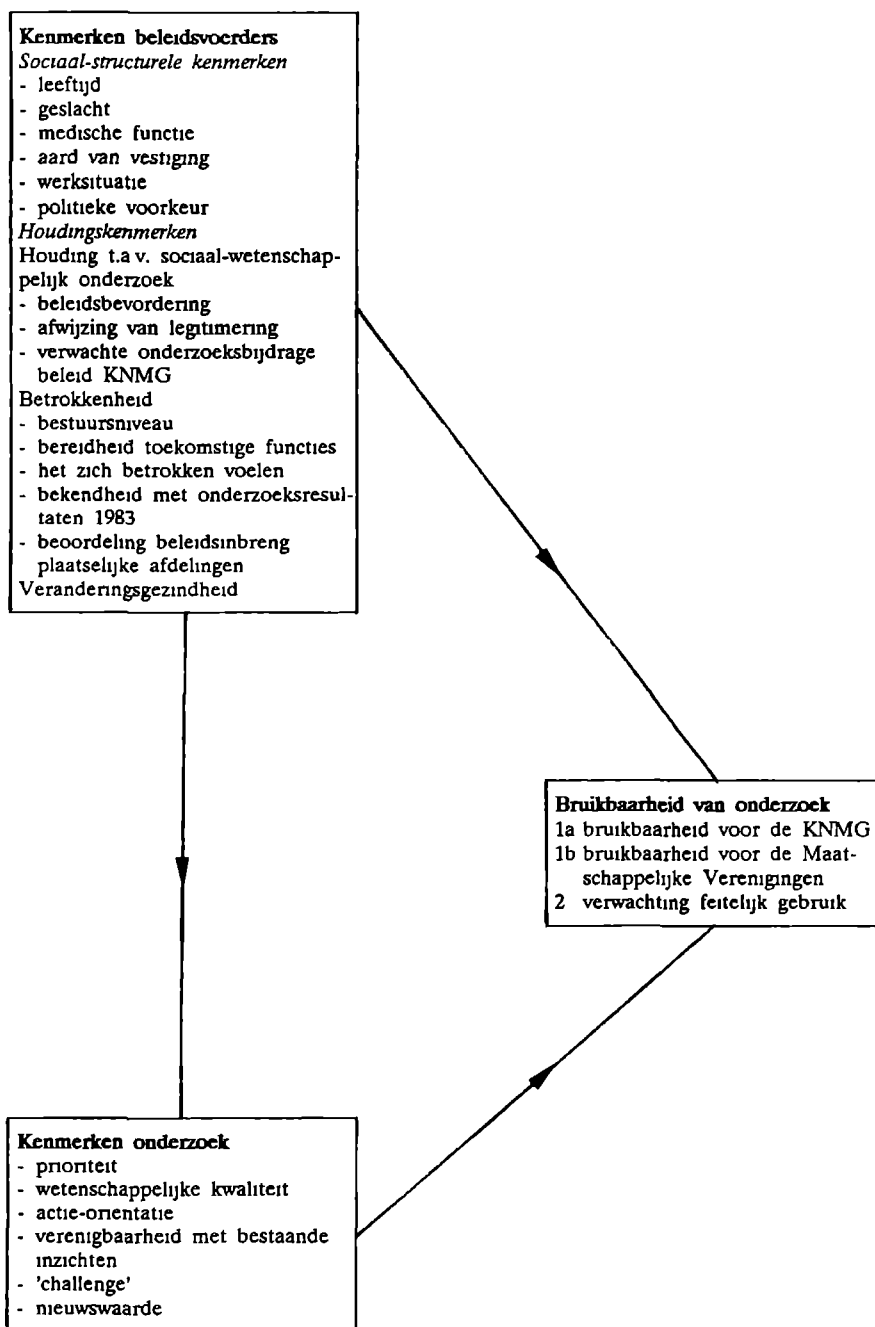 Kenmerken beleidsvoerders
Sociaal-structurele kenmerken
- leeftijd
- geslacht
- medische functie
- aard van vestiging
- werksituatie
- politieke voorkeur
Houdingskenmerken
Houding t.a v. sociaal-wetenschap-
pelijk onderzoek
- beleidsbevordering
- afwijzing van legitimering
- verwachte onderzoeksbijdrage
beleid KNMG
Betrokkenheid
- bestuursniveau
- bereidheid toekomstige functies
- het zich betrokken voelen
- bekendheid met onderzoeksresul-
taten 1983
- beoordeling beleidsinbreng
plaatselijke afdelingen
Veranderingsgezindheid
Bruikbaarheid van onderzoek
1a bruikbaarheid voor de KNMG
1b bruikbaarheid voor de Maat-
schappelijke Verenigingen
2 verwachting feitelijk gebruik
Kenmerken onderzoek
- prioriteit
- wetenschappelijke kwaliteit
- actie-orientatie
- verenigbaarheid met bestaande
inzichten
- 'challenge'
- nieuwswaarde